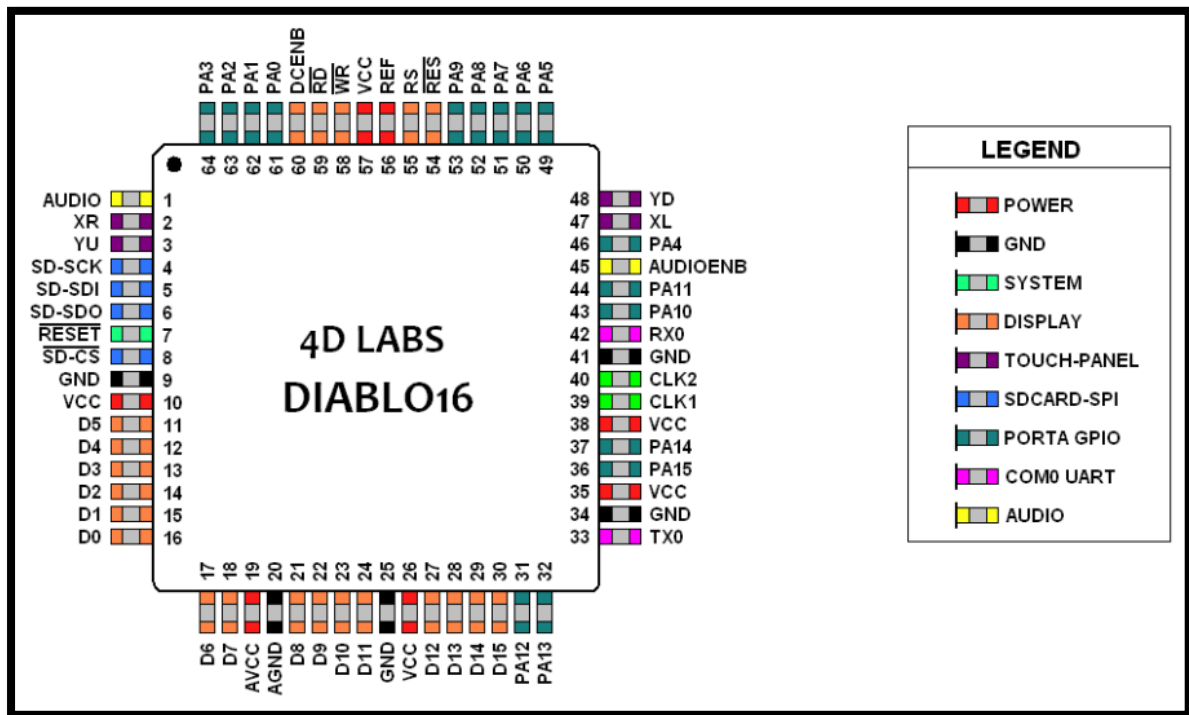 PA3 PA2 PA1 PA0 DCENB RD WR VCC REF RS RES PA9 PA8 PA7 PA6 PA5
64 63 62 61 60 59 58 57 56 55 54 53 52 51 50 49
AUDIO 1
XR 2
YU 3
SD-SCK 4
SD-SDI 5
SD-SDO 6
RESET 7
SD-CS 8
GND 9
VCC 10
D5 11
D4 12
D3 13
D2 14
D1 15
D0 16
4D LABS
DIABLO16
48 YD
47 XL
46 PA4
45 AUDIOENB
44 PA11
43 PA10
42 RX0
41 GND
40 CLK2
39 CLK1
38 VCC
37 PA14
36 PA15
35 VCC
34 GND
33 TX0
17 18 19 20 21 22 23 24 25 26 27 28 29 30 31 32
D6 D7 AVCC AGND D8 D9 D10 D11 GND VCC D12 D13 D14 D15 PA12 PA13
LEGEND
POWER
GND
SYSTEM
DISPLAY
TOUCH-PANEL
SDCARD-SPI
PORTA GPIO
COM0 UART
AUDIO